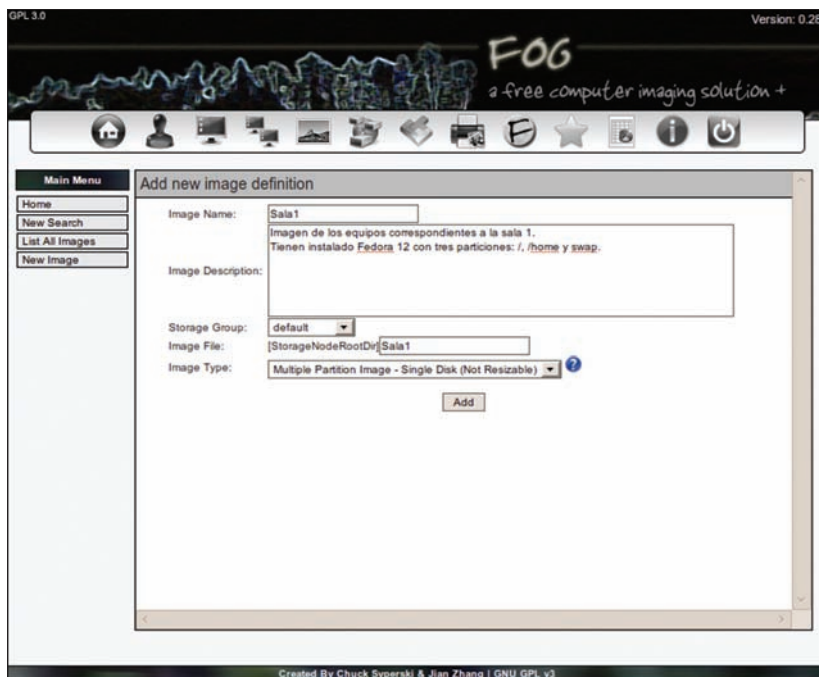 GPL 3.0
Version: 0.28
FOG
a free computer imaging solution +
Main Menu
Home
New Search
List All Images
New Image
Add new image definition
Image Name: Sala1
Image Description:
Imagen de los equipos correspondientes a la sala 1.
Tienen instalado Fedora 12 con tres particiones: /, /home y swap.
Storage Group: default
Image File: [StorageNodeRootDir]Sala1
Image Type: Multiple Partition Image - Single Disk (Not Resizable) ?
Add
Created By Chuck Syperski & Jian Zhang | GNU GPL v3